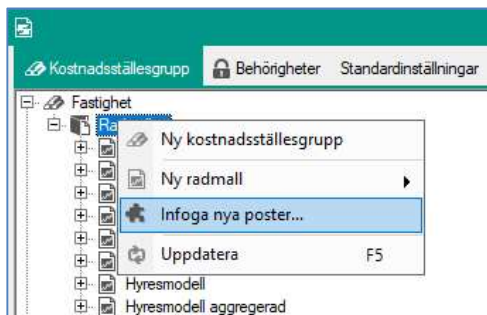 Kostnadsställesgrupp Behörigheter Standardinställningar
Fastighet
Ny kostnadsställesgrupp
Ny radmall
Infoga nya poster...
Uppdatera F5
Hyresmodell
Hyresmodell aggregerad